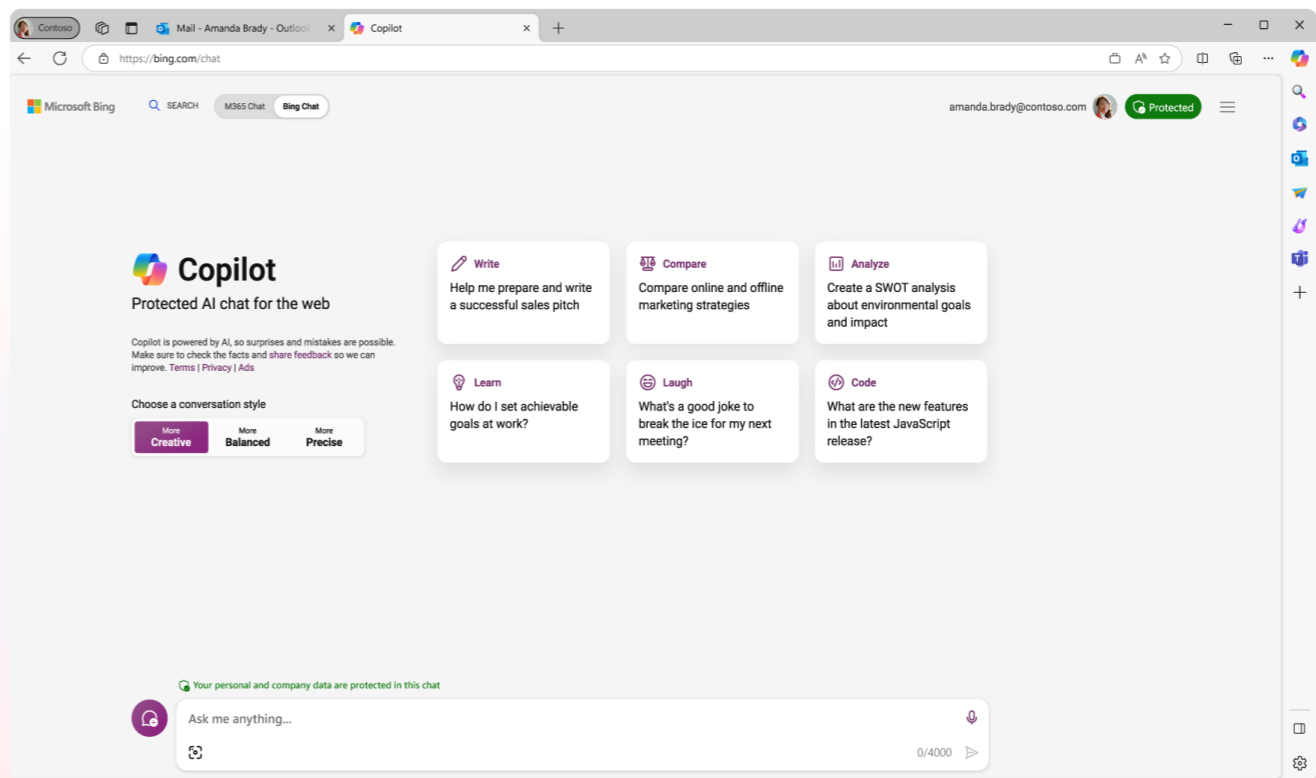 Contoso
Mail - Amanda Brady - Outlook
Copilot
https://bing.com/chat
Microsoft Bing
SEARCH
M365 Chat
Bing Chat
amanda.brady@contoso.com
Protected
Copilot
Protected AI chat for the web
Copilot is powered by AI, so surprises and mistakes are possible.
Make sure to check the facts and share feedback so we can
improve. Terms | Privacy | Ads
Choose a conversation style
More
Creative
More
Balanced
More
Precise
Write
Help me prepare and write
a successful sales pitch
Compare
Compare online and offline
marketing strategies
Analyze
Create a SWOT analysis
about environmental goals
and impact
Learn
How do I set achievable
goals at work?
Laugh
What's a good joke to
break the ice for my next
meeting?
Code
What are the new features
in the latest JavaScript
release?
Your personal and company data are protected in this chat
Ask me anything...
0/4000